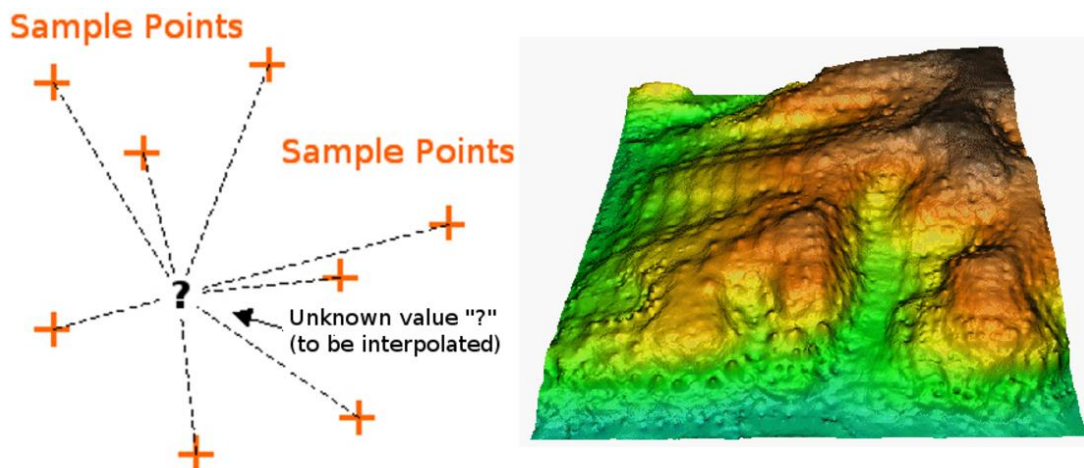 Sample Points
Sample Points
?
Unknown value "?"
(to be interpolated)